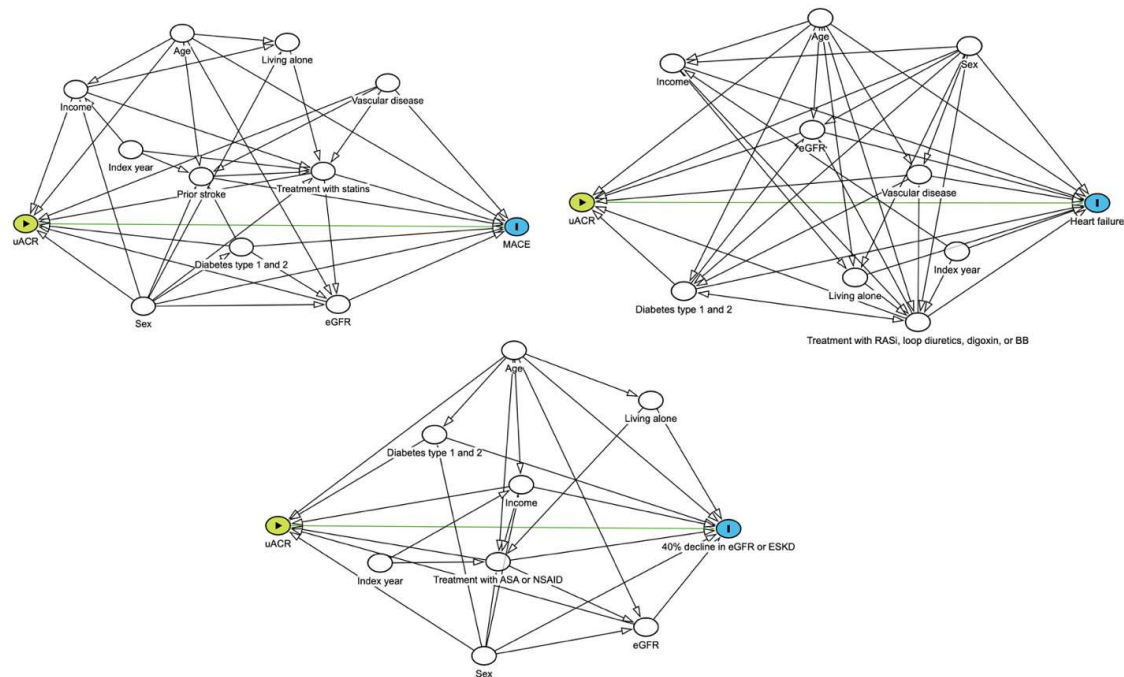 Age
Living alone
Income
Vascular disease
Index year
Prior stroke
Treatment with statins
uACR
MACE
Diabetes type 1 and 2
Sex
eGFR
Age
Sex
Income
eGFR
Vascular disease
uACR
Heart failure
Index year
Living alone
Diabetes type 1 and 2
Treatment with RASi, loop diuretics, digoxin, or BB
Age
Living alone
Diabetes type 1 and 2
Income
uACR
40% decline in eGFR or ESKD
Index year
Treatment with ASA or NSAID
eGFR
Sex